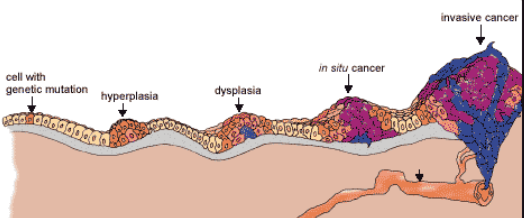 cell with
genetic mutation
hyperplasia
dysplasia
in situ cancer
invasive cancer